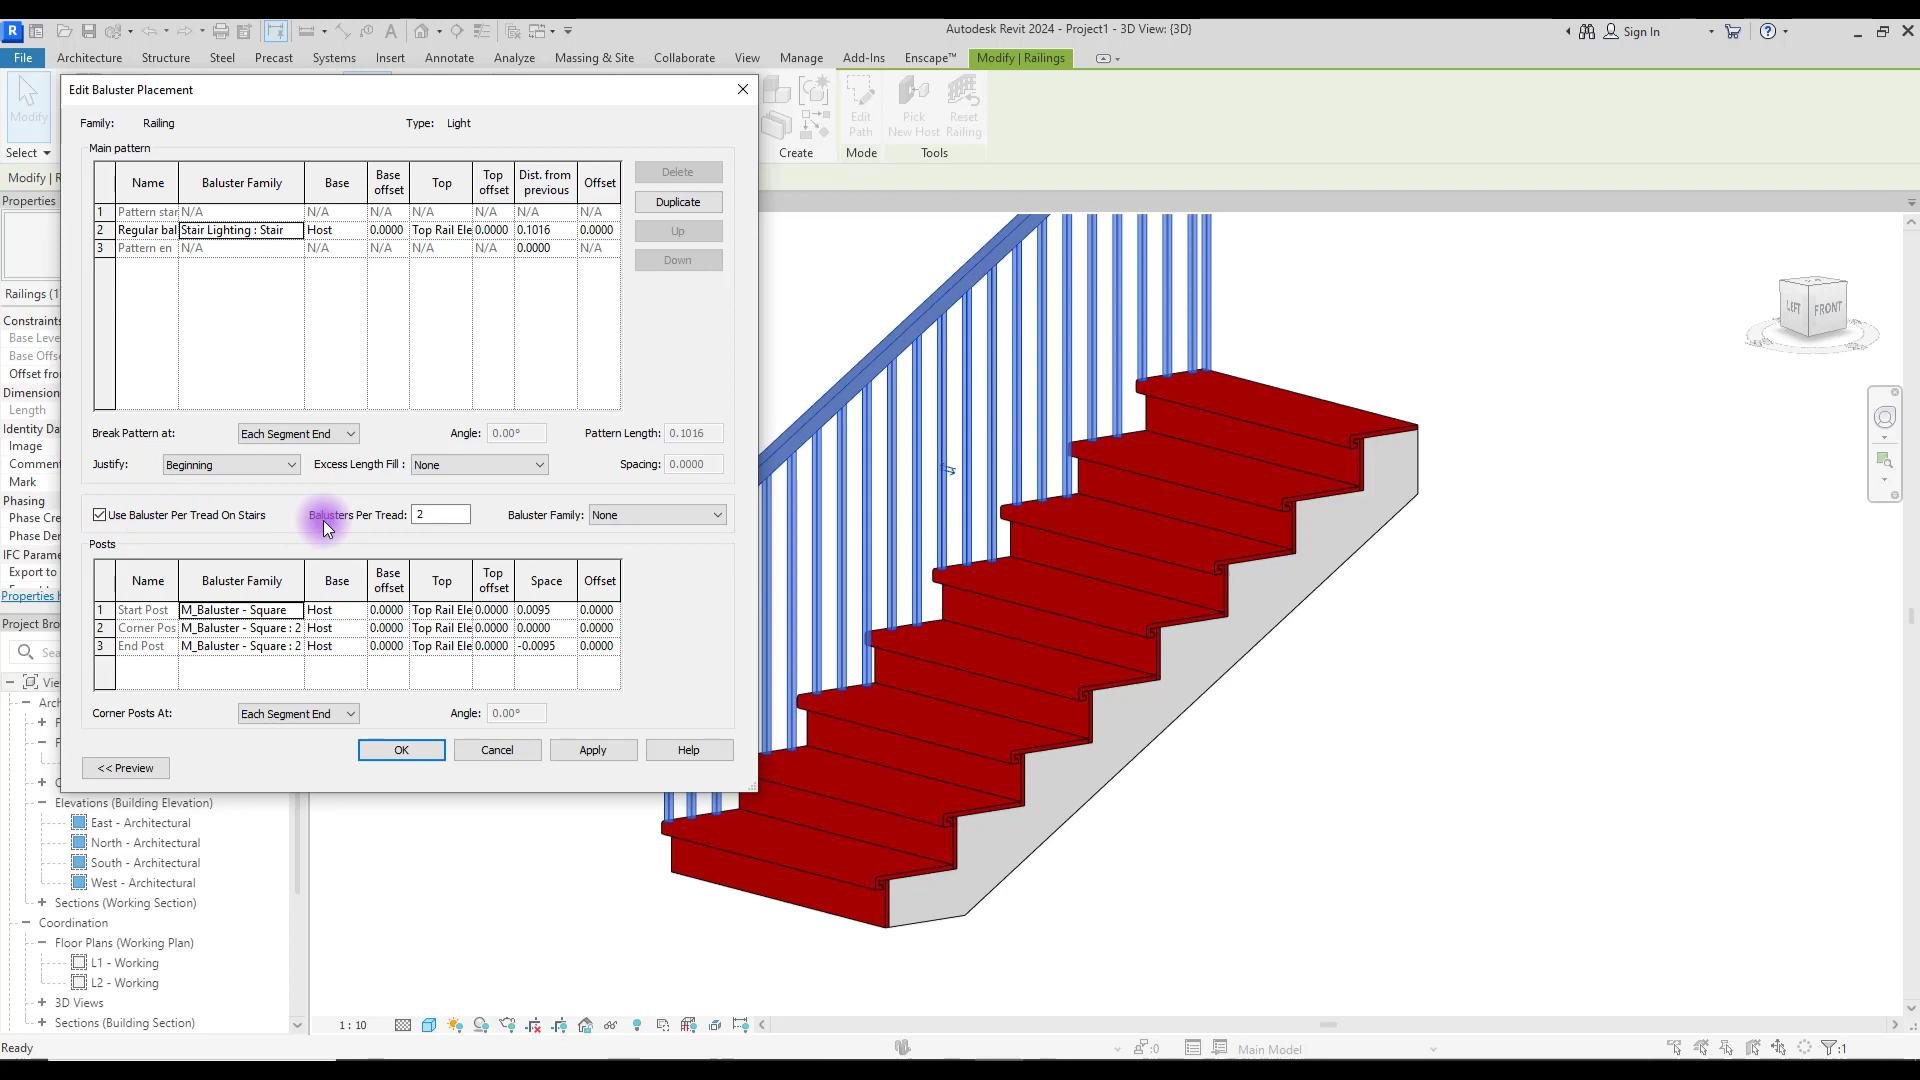 Autodesk Revit 2024 - Project1 - 3D View: {3D}
Sign In
File Architecture Structure Steel Precast Systems Insert Annotate Analyze Massing & Site Collaborate View Manage Add-Ins Enscape™ Modify | Railings
Modify
Select
Edit Path
Pick New Host
Reset Railing
Create Mode Tools
Modify | R
Properties
Railings (1
Constraints
Base Leve
Base Offs
Offset fro
Dimension
Length
Identity Da
Image
Commen
Mark
Phasing
Phase Cre
Phase Der
IFC Parame
Export to
Properties h
Project Bro
Edit Baluster Placement
Family: Railing Type: Light
Main pattern
Name Baluster Family Base Base offset Top Top offset Dist. from previous Offset
1 Pattern star N/A N/A N/A N/A N/A N/A N/A
2 Regular bal Stair Lighting : Stair Host 0.0000 Top Rail Ele 0.0000 0.1016 0.0000
3 Pattern en N/A N/A N/A N/A N/A 0.0000 N/A
Delete
Duplicate
Up
Down
Break Pattern at: Each Segment End Angle: 0.00° Pattern Length: 0.1016
Justify: Beginning Excess Length Fill : None Spacing: 0.0000
Use Baluster Per Tread On Stairs Balusters Per Tread: 2 Baluster Family: None
Posts
Name Baluster Family Base Base offset Top Top offset Space Offset
1 Start Post M_Baluster - Square Host 0.0000 Top Rail Ele 0.0000 0.0095 0.0000
2 Corner Pos M_Baluster - Square : 2 Host 0.0000 Top Rail Ele 0.0000 0.0000 0.0000
3 End Post M_Baluster - Square : 2 Host 0.0000 Top Rail Ele 0.0000 -0.0095 0.0000
Corner Posts At: Each Segment End Angle: 0.00°
OK Cancel Apply Help
<< Preview
Sea
Vie
Arch
Elevations (Building Elevation)
East - Architectural
North - Architectural
South - Architectural
West - Architectural
Sections (Working Section)
Coordination
Floor Plans (Working Plan)
L1 - Working
L2 - Working
3D Views
Sections (Building Section)
LEFT FRONT
1 : 10
Ready
:0
Main Model
:1